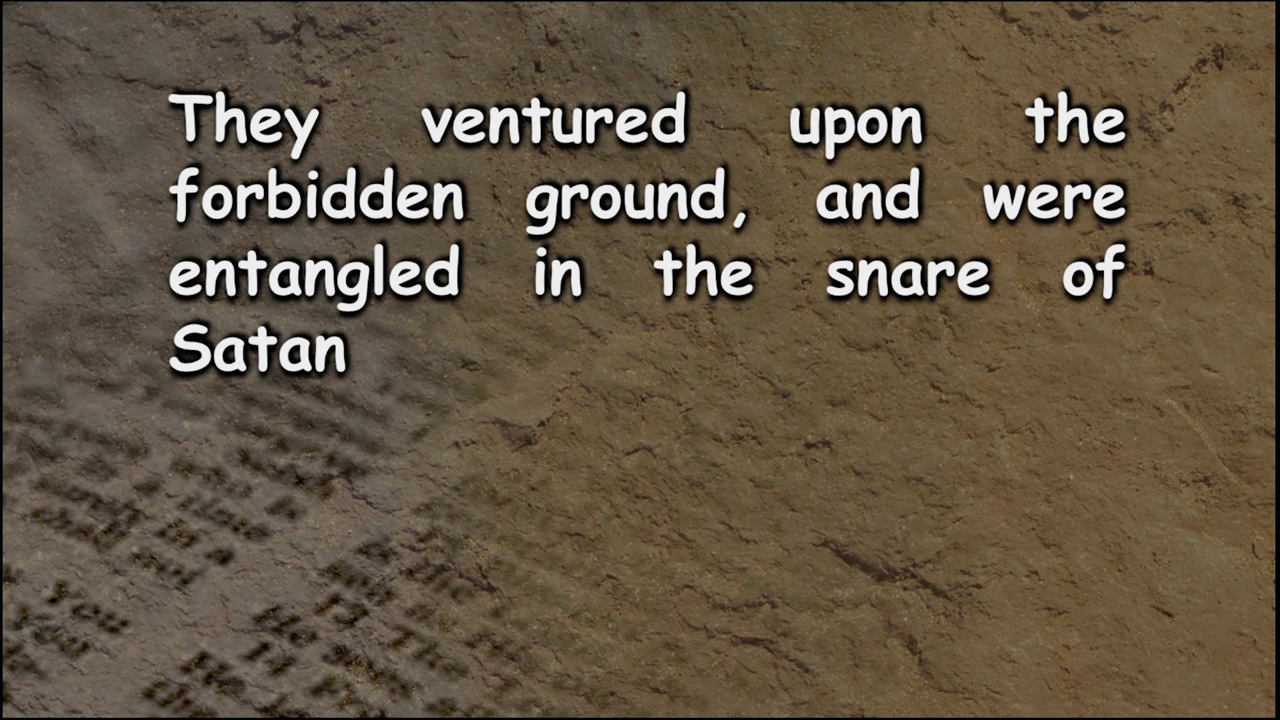 They ventured upon the
forbidden ground, and were
entangled in the snare of
Satan